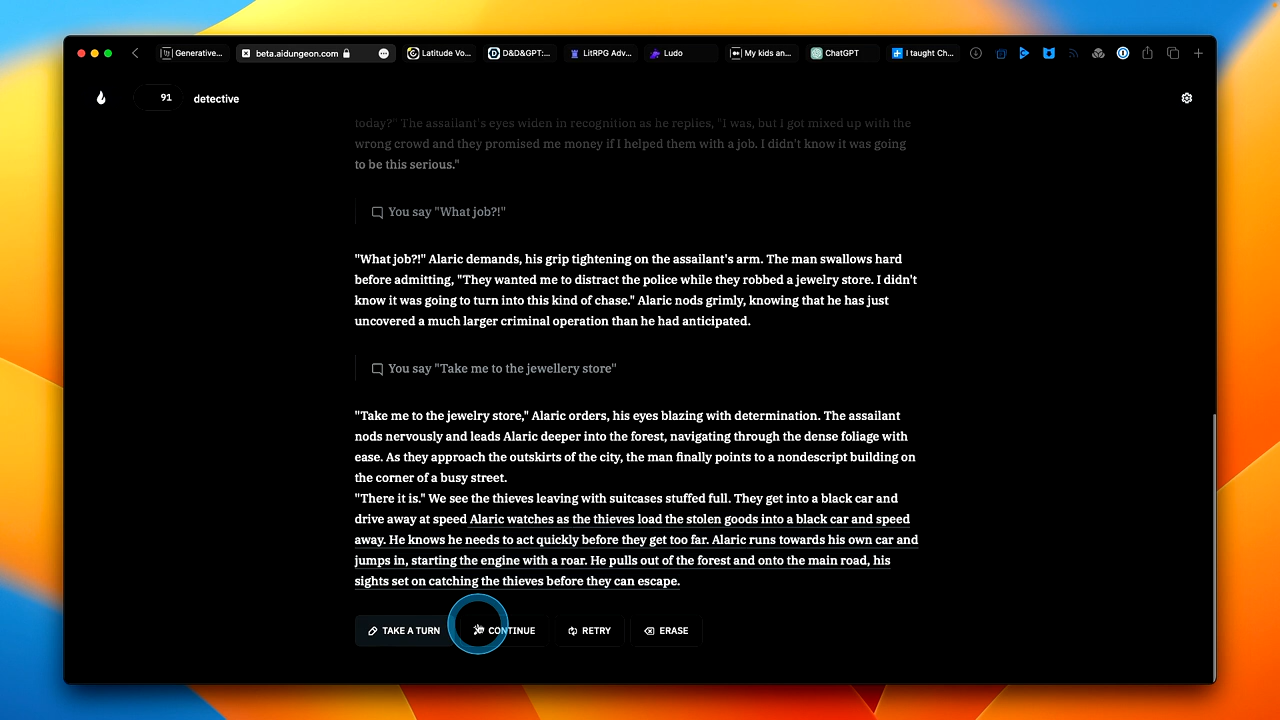 Generative...
beta.aidungeon.com
Latitude Vo...
D&D&GPT:...
LitRPG Adv...
Ludo
My kids an...
ChatGPT
I taught Ch...
91
detective
today?" The assailant's eyes widen in recognition as he replies, "I was, but I got mixed up with the
wrong crowd and they promised me money if I helped them with a job. I didn't know it was going
to be this serious."
You say "What job?!"
"What job?!" Alaric demands, his grip tightening on the assailant's arm. The man swallows hard
before admitting, "They wanted me to distract the police while they robbed a jewelry store. I didn't
know it was going to turn into this kind of chase." Alaric nods grimly, knowing that he has just
uncovered a much larger criminal operation than he had anticipated.
You say "Take me to the jewellery store"
"Take me to the jewelry store," Alaric orders, his eyes blazing with determination. The assailant
nods nervously and leads Alaric deeper into the forest, navigating through the dense foliage with
ease. As they approach the outskirts of the city, the man finally points to a nondescript building on
the corner of a busy street.
"There it is." We see the thieves leaving with suitcases stuffed full. They get into a black car and
drive away at speed Alaric watches as the thieves load the stolen goods into a black car and speed
away. He knows he needs to act quickly before they get too far. Alaric runs towards his own car and
jumps in, starting the engine with a roar. He pulls out of the forest and onto the main road, his
sights set on catching the thieves before they can escape.
TAKE A TURN
CONTINUE
RETRY
ERASE